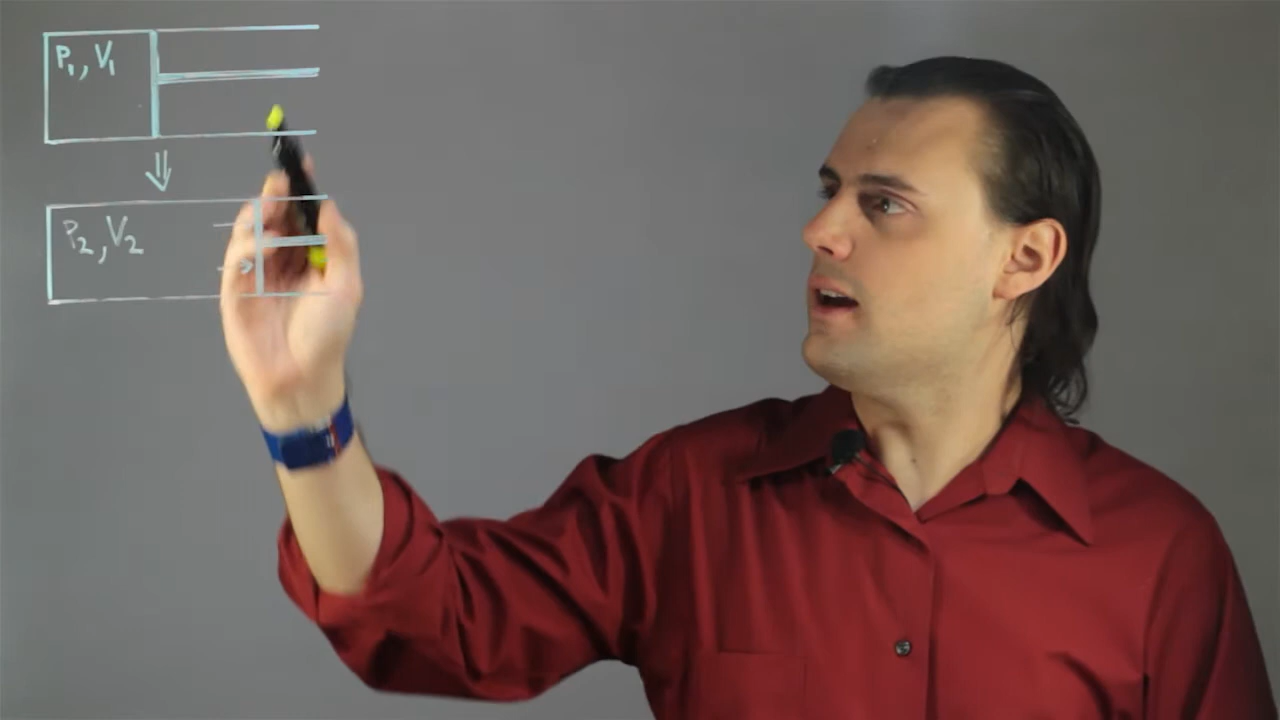 P₁, V₁
P₂, V₂